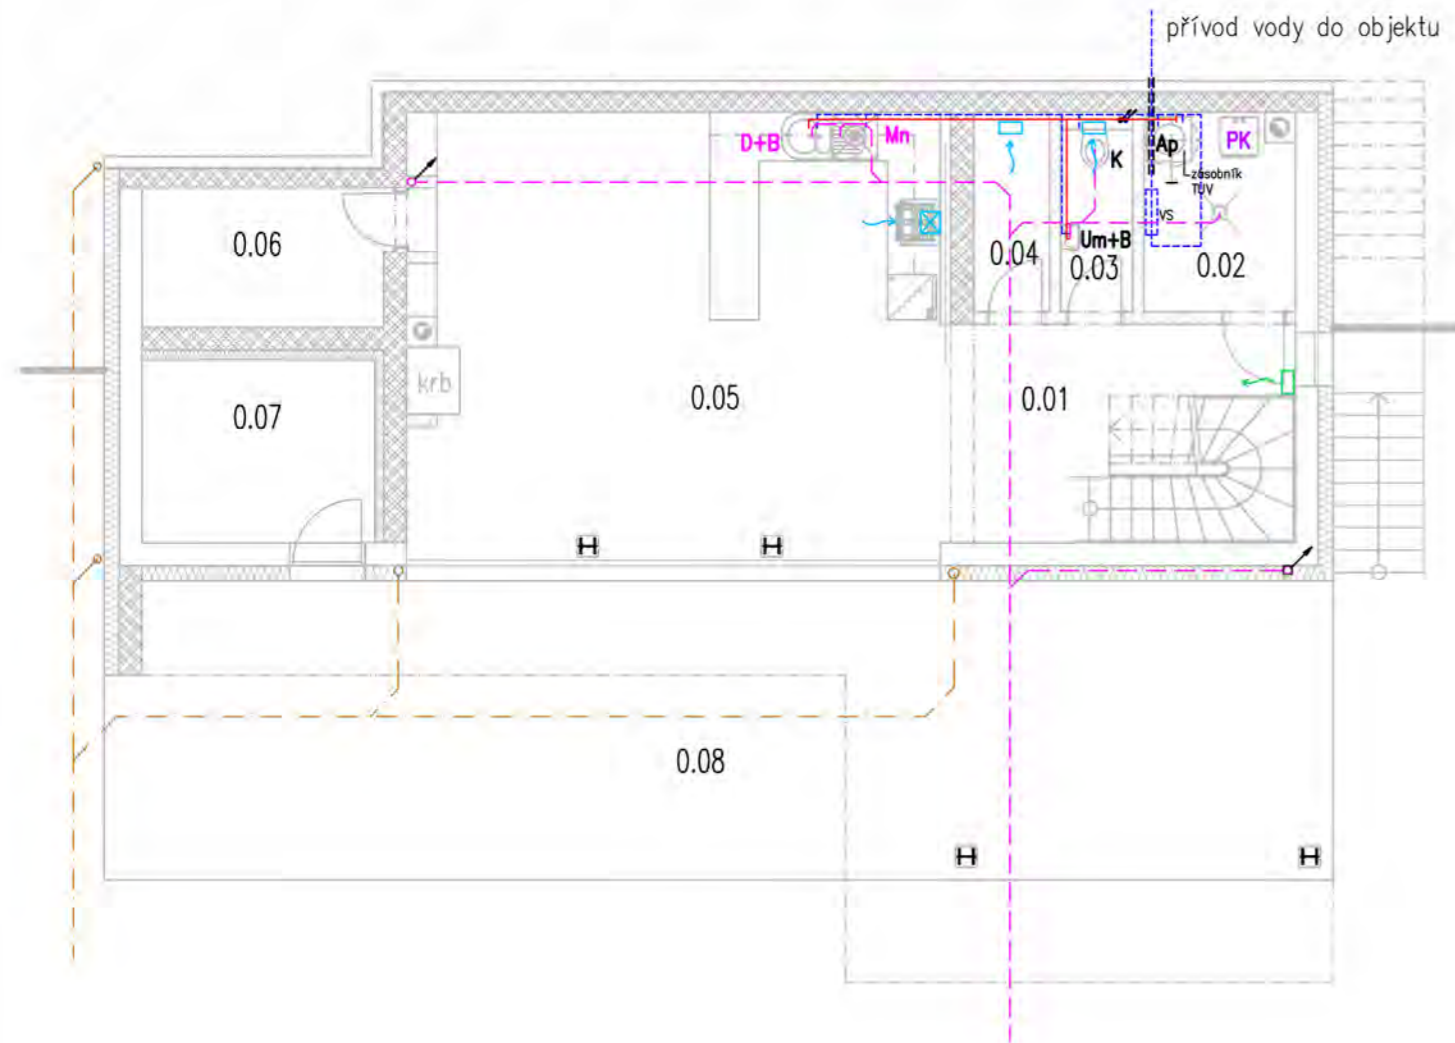 přívod vody do objektu
D+B
Mn
K
Ap
PK
zásobník
TUV
VS
Um+B
0.06
0.04
0.03
0.02
krb
0.07
0.05
0.01
0.08